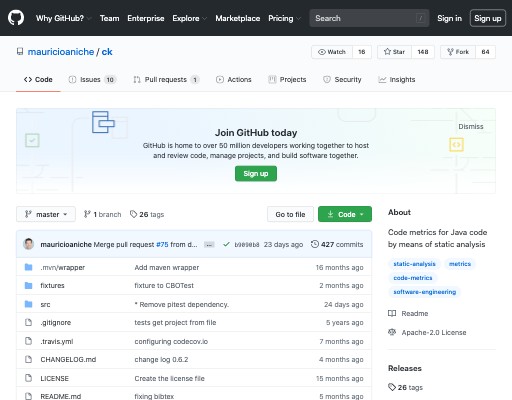 Why GitHub? Team Enterprise Explore Marketplace Pricing Search / Sign in Sign up
mauricioaniche / ck
Watch 16 Star 148 Fork 64
Code Issues 10 Pull requests 1 Actions Projects Security Insights
Join GitHub today
Dismiss
GitHub is home to over 50 million developers working together to host
and review code, manage projects, and build software together.
Sign up
master 1 branch 26 tags Go to file Code
mauricioaniche Merge pull request #75 from d... 23 days ago 427 commits
.mvn/wrapper Add maven wrapper 16 months ago
fixtures fixture to CBOTest 2 months ago
src * Remove pitest dependency. 24 days ago
.gitignore tests get project from file 5 years ago
.travis.yml configuring codecov.io 7 months ago
CHANGELOG.md change log 0.6.2 4 months ago
LICENSE Create the license file 15 months ago
README.md fixing bibtex 5 months ago
About
Code metrics for Java code
by means of static analysis
static-analysis metrics
code-metrics
software-engineering
Readme
Apache-2.0 License
Releases
26 tags